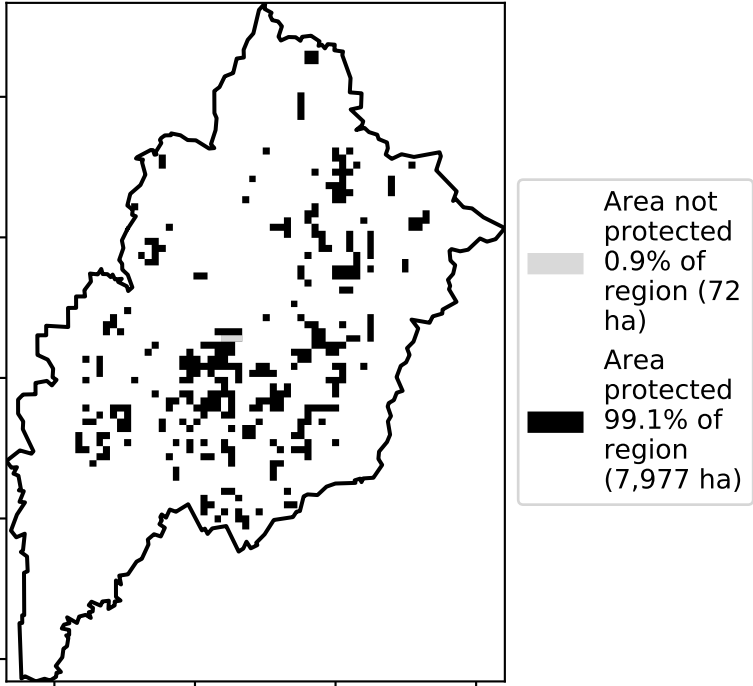 Area not
protected
0.9% of
region (72
ha)
Area
protected
99.1% of
region
(7,977 ha)